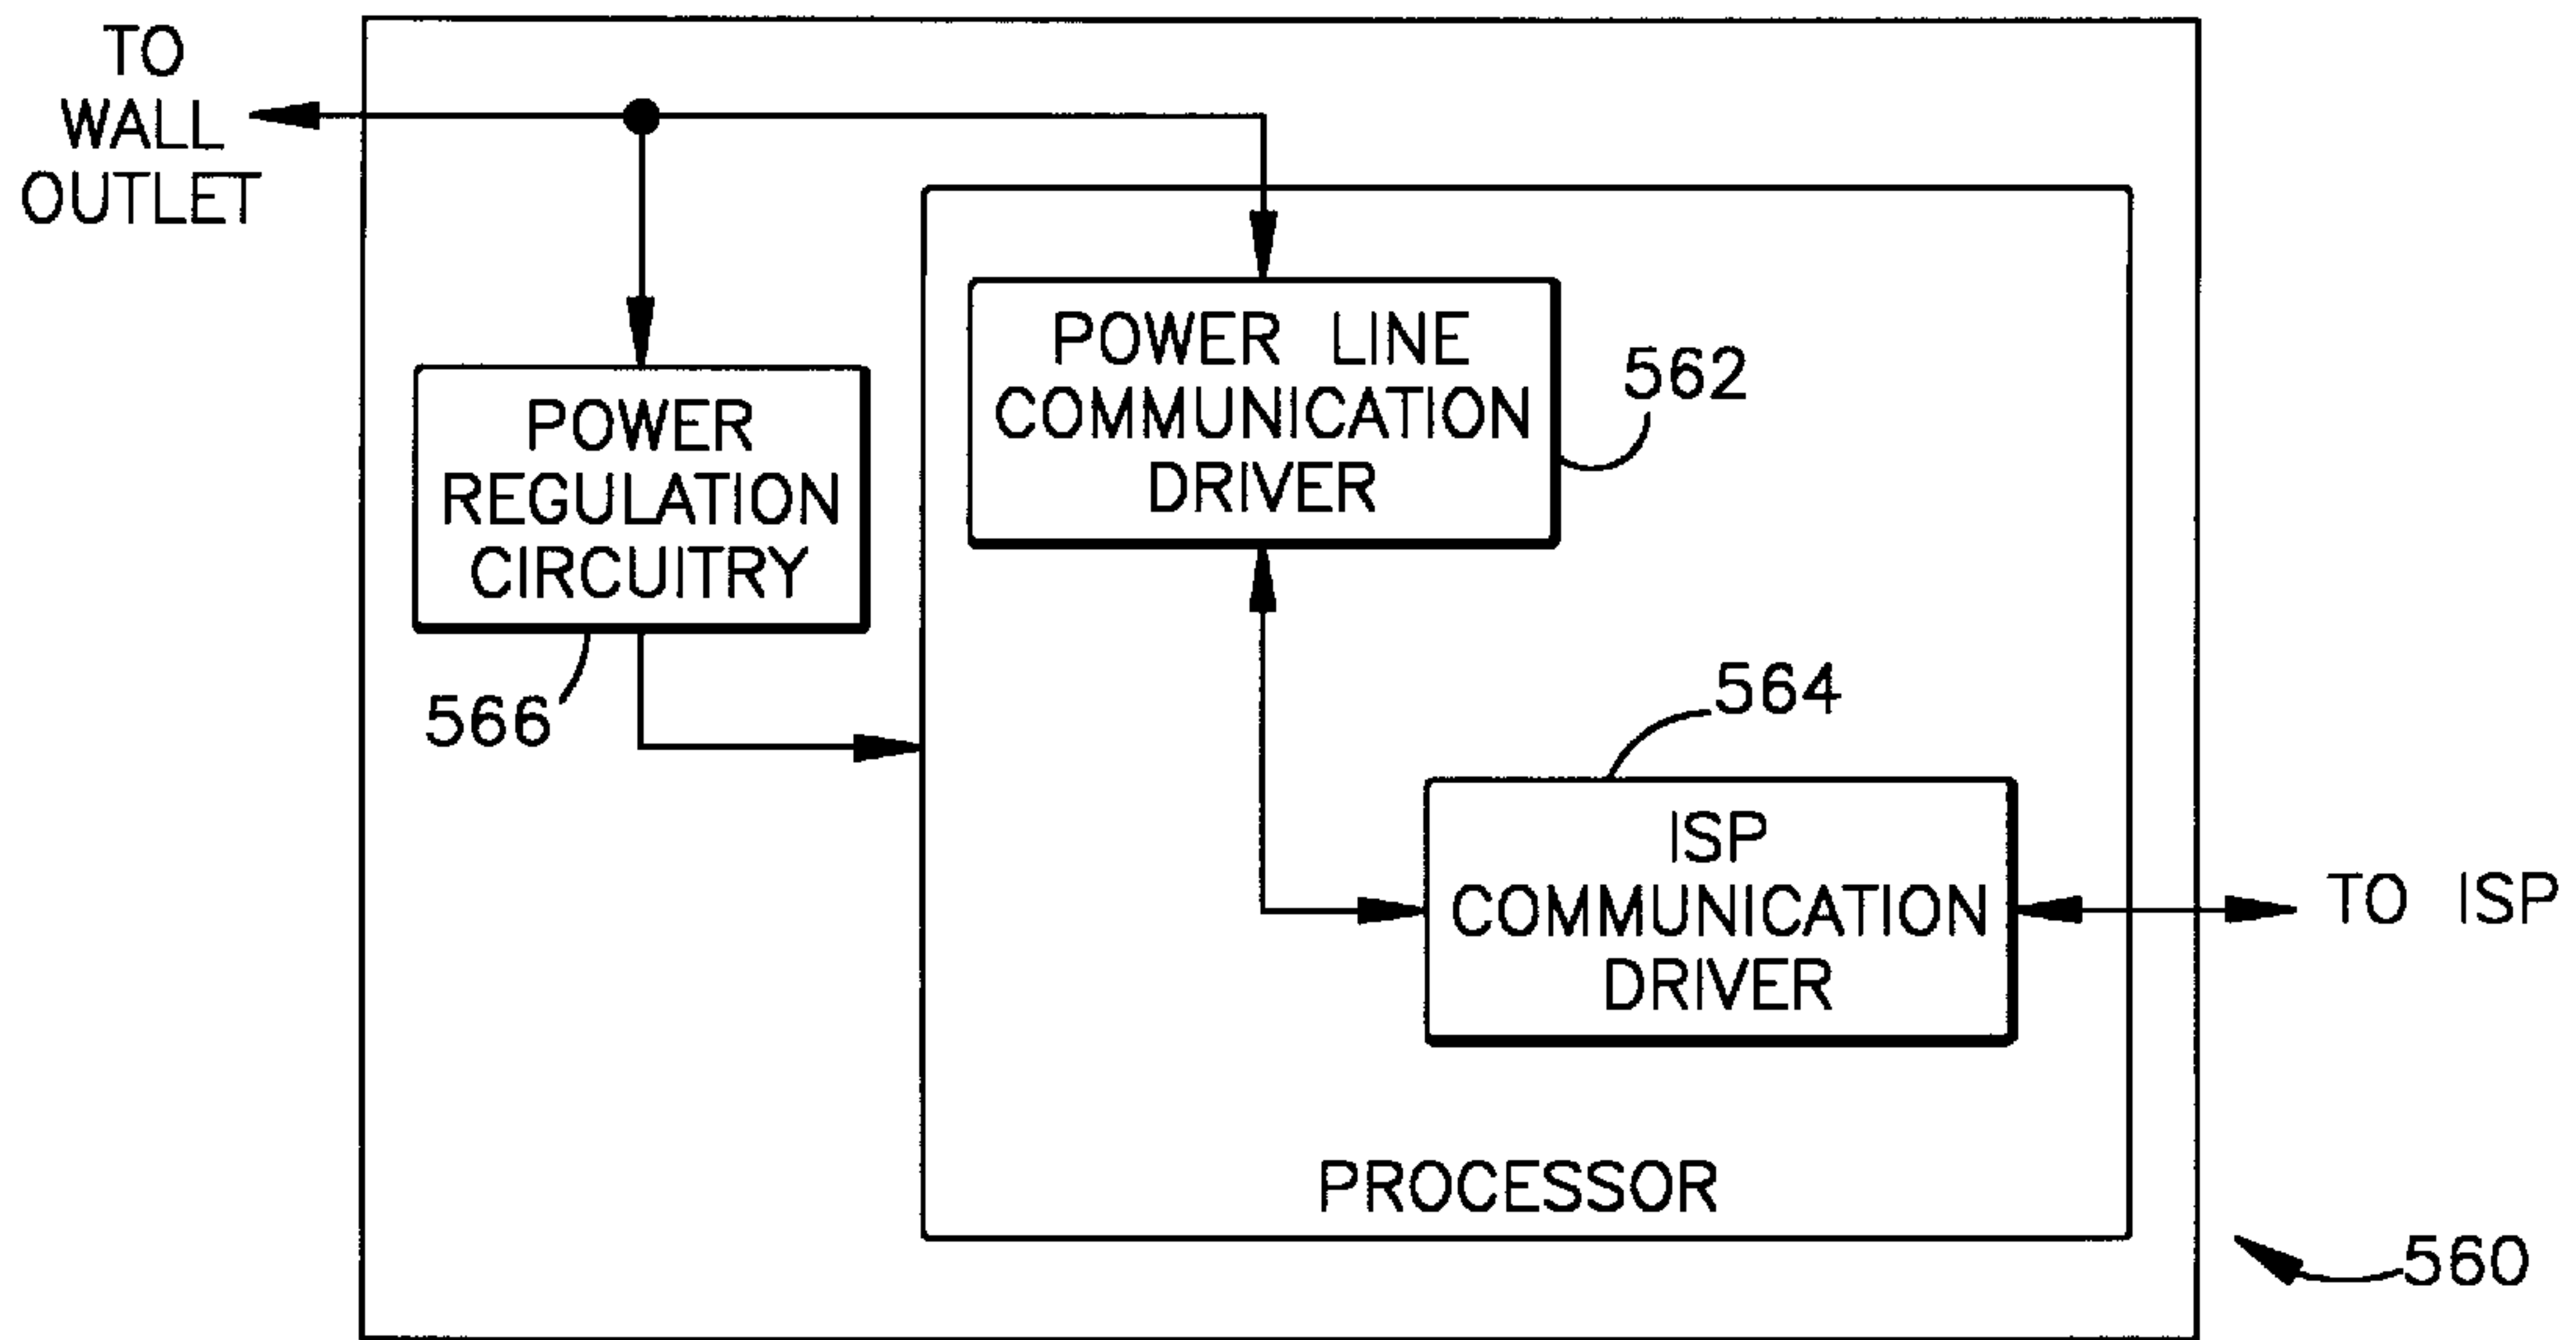 TO
WALL
OUTLET
POWER LINE
COMMUNICATION
DRIVER
562
POWER
REGULATION
CIRCUITRY
566
564
ISP
COMMUNICATION
DRIVER
TO ISP
PROCESSOR
560